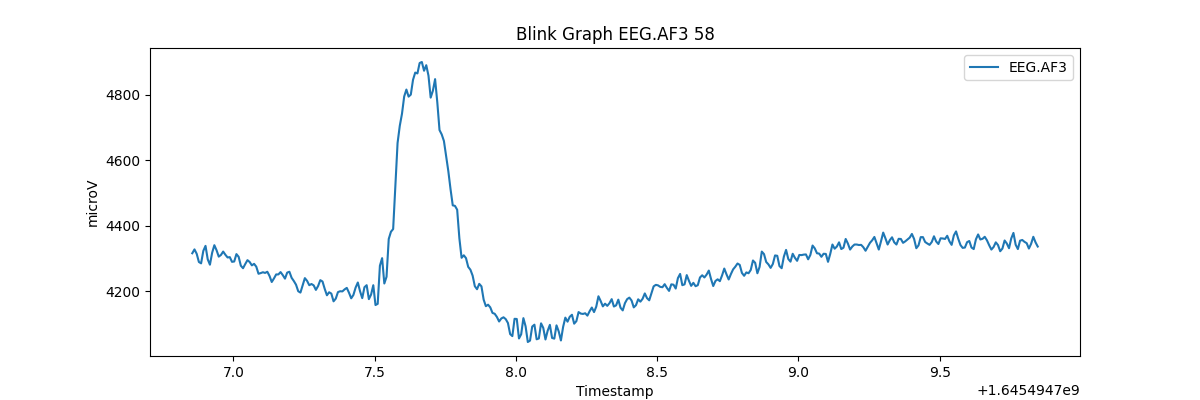 Blink Graph EEG.AF3 58
EEG.AF3
4800
4600
4400
4200
microV
7.0 7.5 8.0 8.5 9.0 9.5
Timestamp
+1.6454947e9